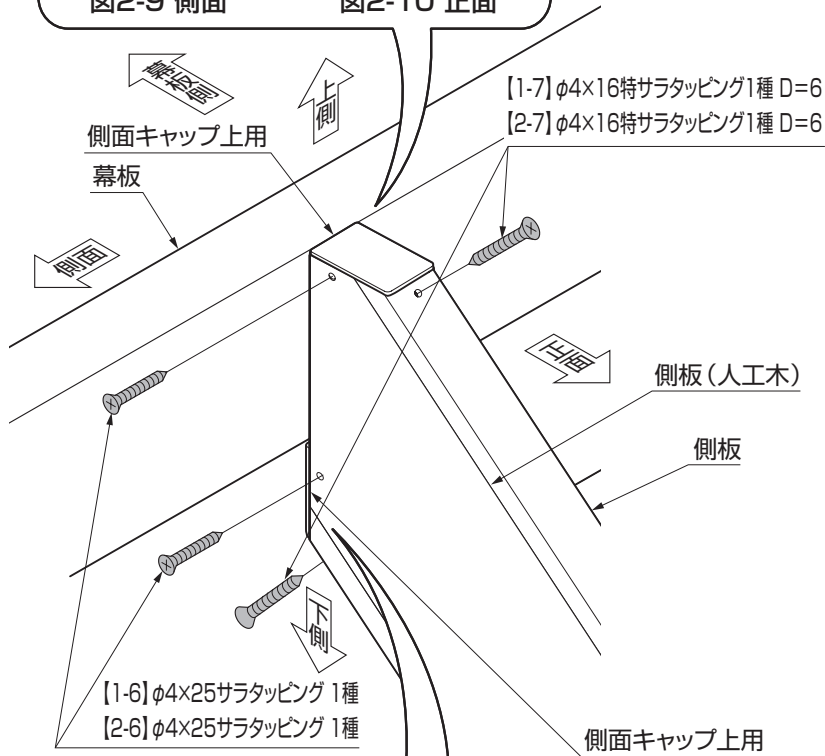 図2-9 側面 図2-10 正面
幕板側
上側
【1-7】φ4×16特サラタッピング1種 D=6
【2-7】φ4×16特サラタッピング1種 D=6
側面キャップ上用
幕板
側面
正面
側板(人工木)
側板
下側
【1-6】φ4×25サラタッピング 1種
【2-6】φ4×25サラタッピング 1種
側面キャップ上用